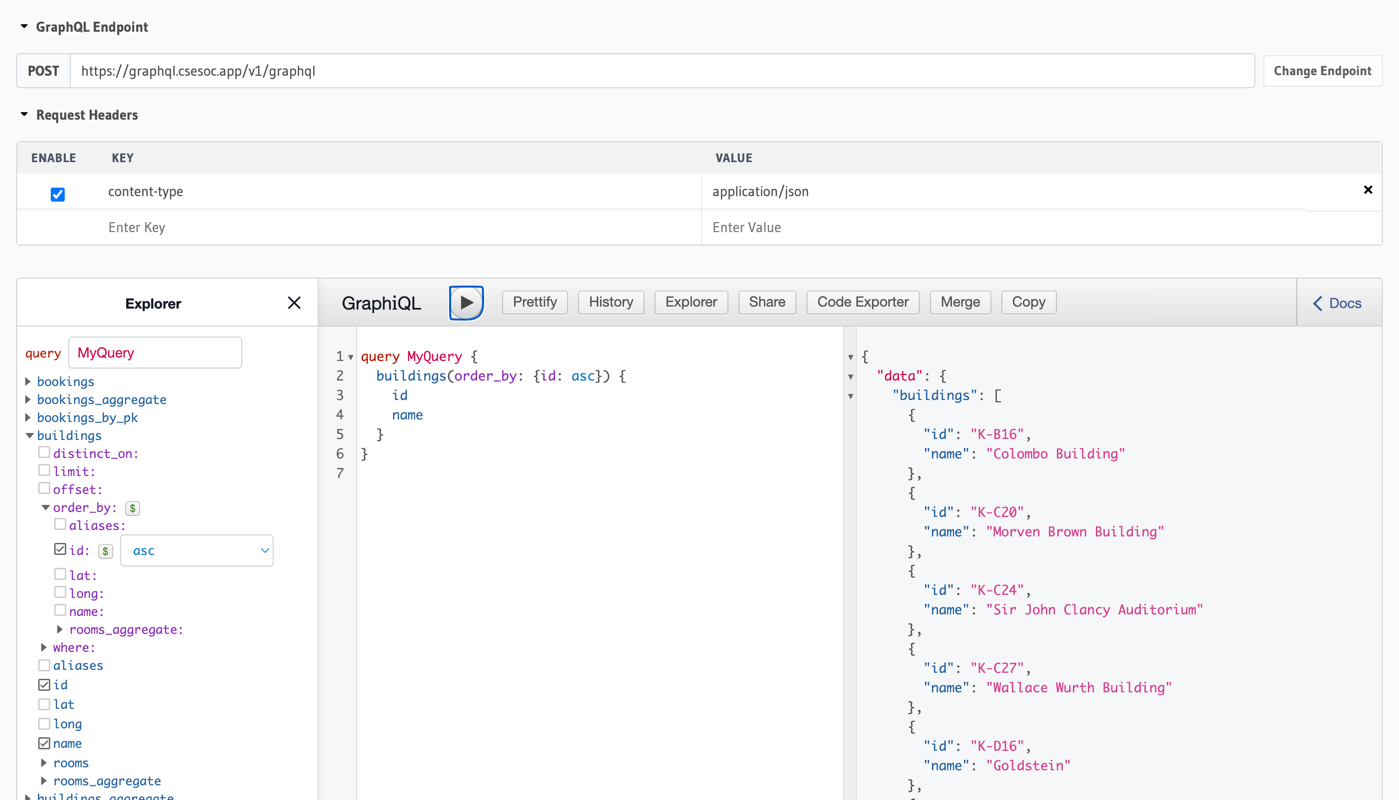 GraphQL Endpoint
POST https://graphql.csesoc.app/v1/graphql Change Endpoint
Request Headers
ENABLE KEY VALUE
content-type application/json
Enter Key Enter Value
Explorer
query MyQuery
bookings
bookings_aggregate
bookings_by_pk
buildings
distinct_on:
limit:
offset:
order_by: $
aliases:
id: $ asc
lat:
long:
name:
rooms_aggregate:
where:
aliases
id
lat
long
name
rooms
rooms_aggregate
buildings_aggregate
GraphiQL Prettify History Explorer Share Code Exporter Merge Copy Docs
1 query MyQuery {
2 buildings(order_by: {id: asc}) {
3 id
4 name
5 }
6 }
7
{
"data": {
"buildings": [
{
"id": "K-B16",
"name": "Colombo Building"
},
{
"id": "K-C20",
"name": "Morven Brown Building"
},
{
"id": "K-C24",
"name": "Sir John Clancy Auditorium"
},
{
"id": "K-C27",
"name": "Wallace Wurth Building"
},
{
"id": "K-D16",
"name": "Goldstein"
},